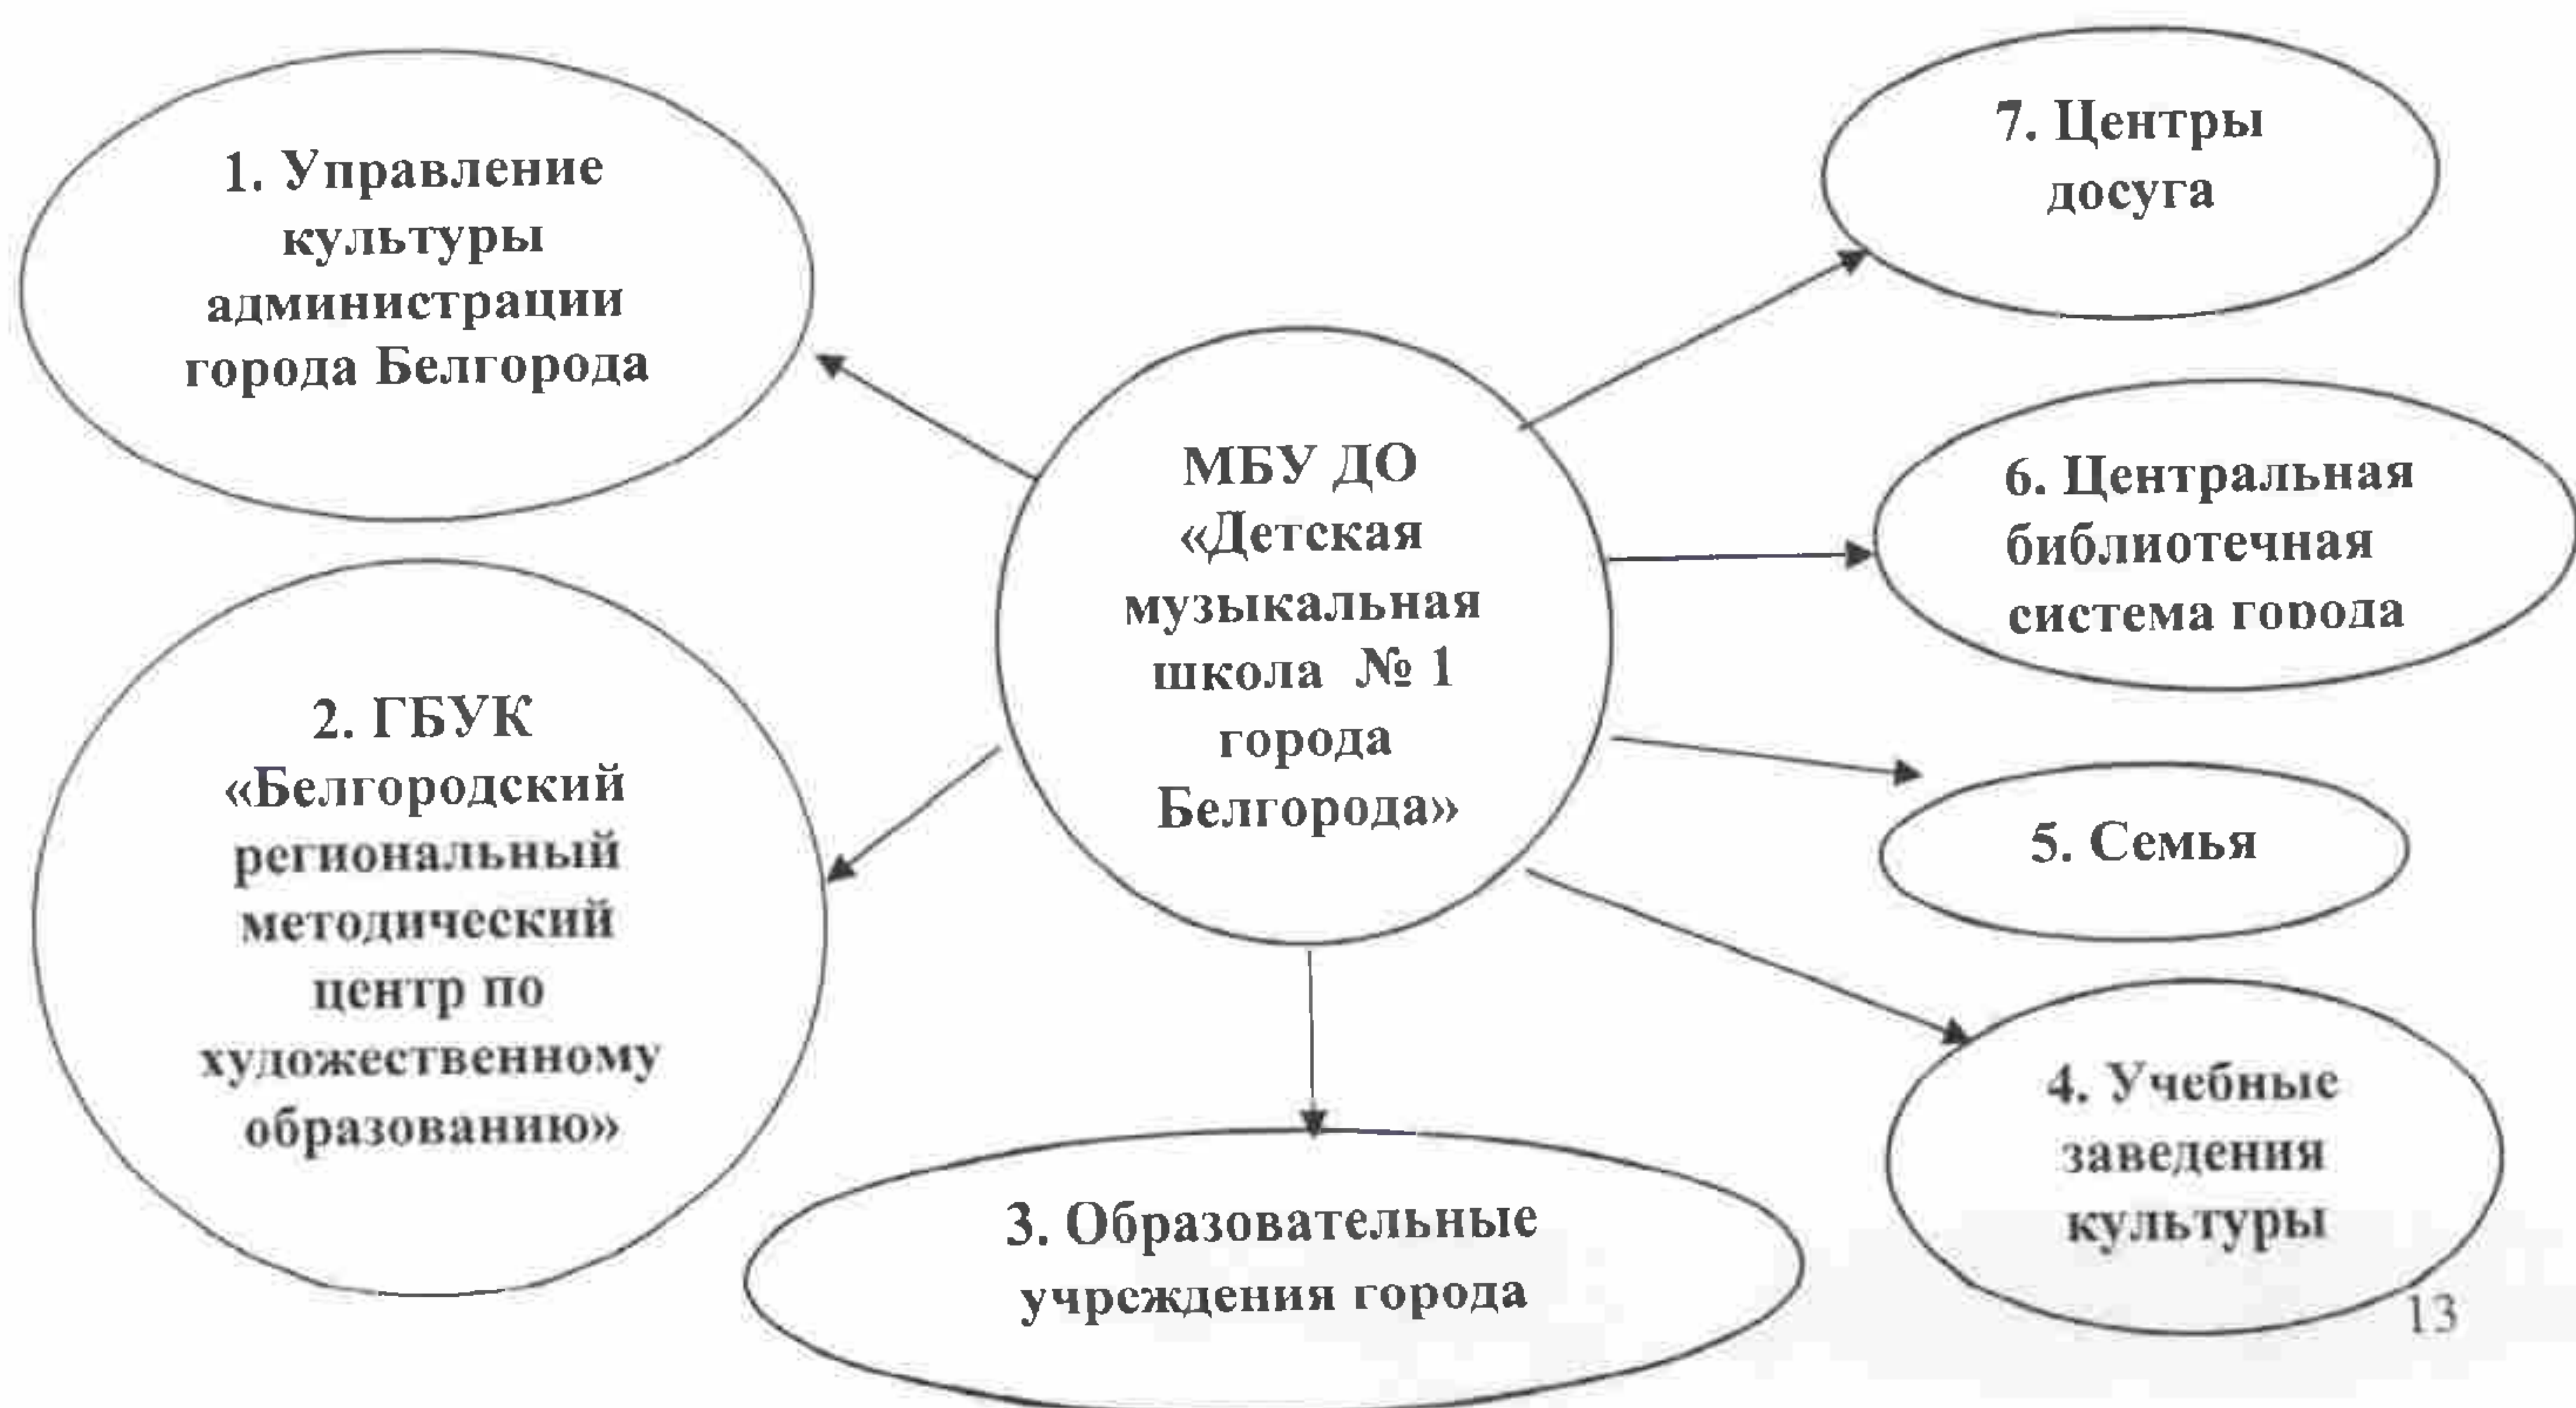 1. Управление
культуры
администрации
города Белгорода
2. ГБУК
«Белгородский
региональный
методический
центр по
художественному
образованию»
МБУ ДО
«Детская
музыкальная
школа № 1
города
Белгорода»
3. Образовательные
учреждения города
7. Центры
досуга
6. Центральная
библиотечная
система города
5. Семья
4. Учебные
заведения
культуры
13